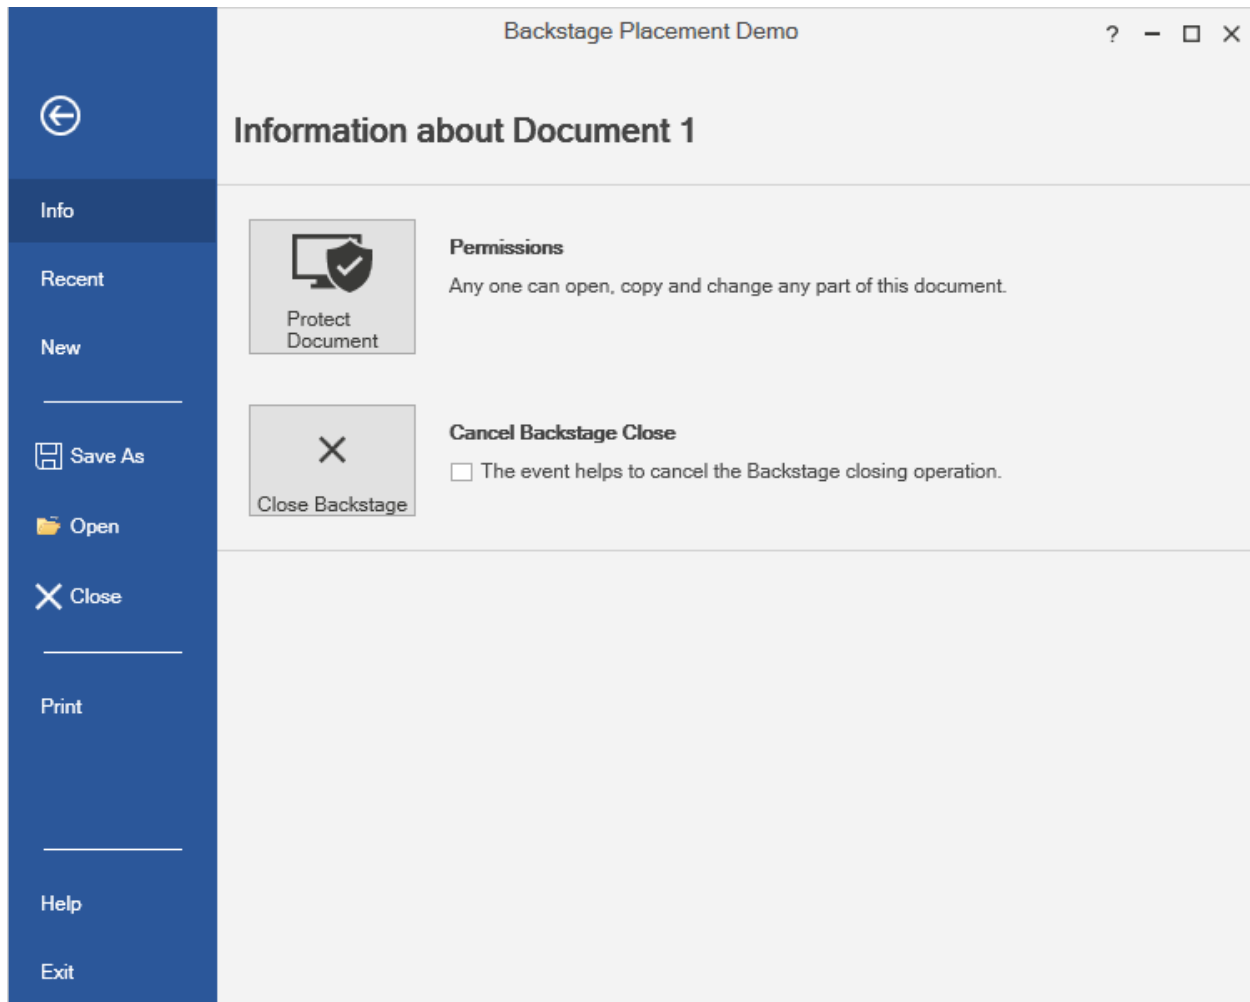 Backstage Placement Demo
?
Information about Document 1
Info
Recent
New
Save As
Open
Close
Print
Help
Exit
Protect
Document
Permissions
Any one can open, copy and change any part of this document.
Close Backstage
Cancel Backstage Close
The event helps to cancel the Backstage closing operation.